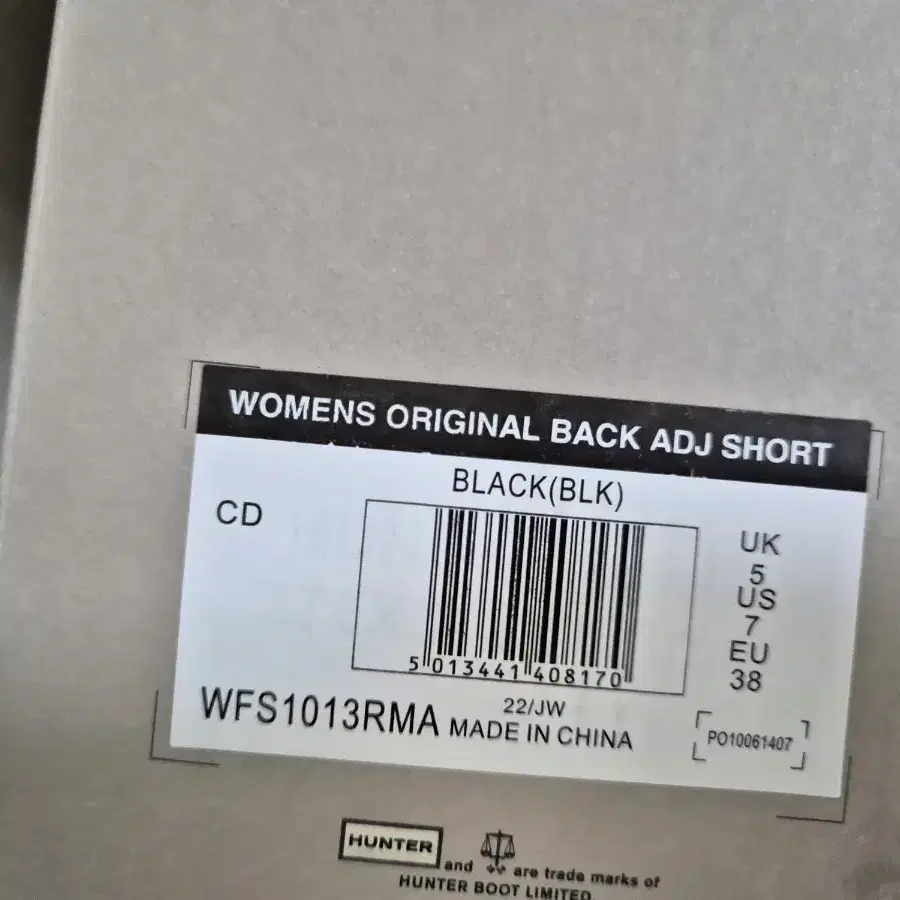 WOMENS ORIGINAL BACK ADJ SHORT
BLACK(BLK)
CD
UK
5
US
7
EU
38
5 013441 408170
22/JW
WFS1013RMA MADE IN CHINA
PO10061407
HUNTER and are trade marks of
HUNTER BOOT LIMITED.